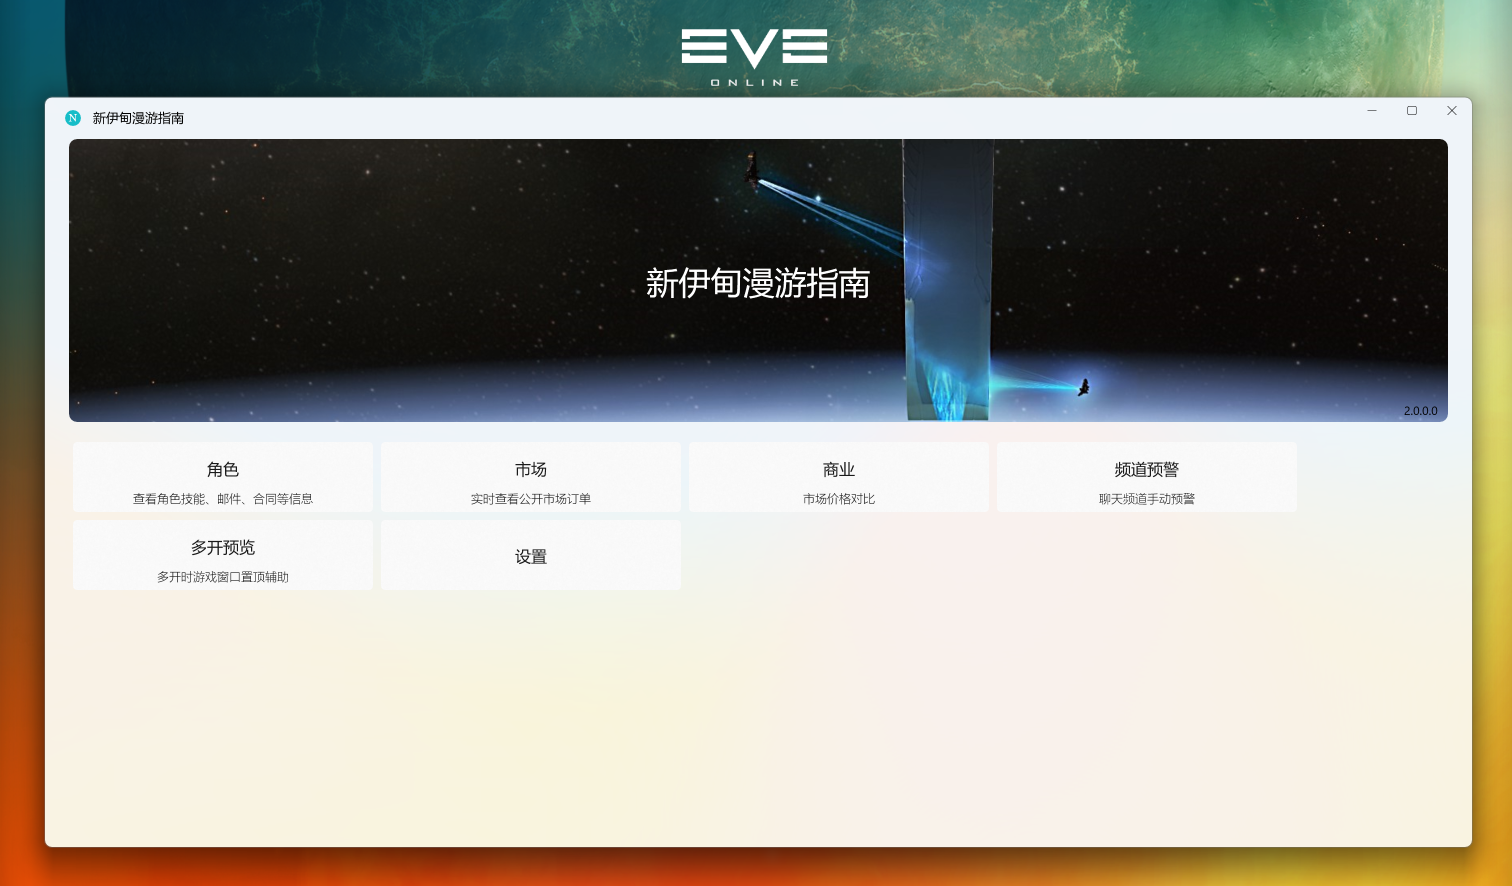 EVE
ONLINE
N 新伊甸漫游指南
新伊甸漫游指南
2.0.0.0
角色
查看角色技能、邮件、合同等信息
市场
实时查看公开市场订单
商业
市场价格对比
频道预警
聊天频道手动预警
多开预览
多开时游戏窗口置顶辅助
设置